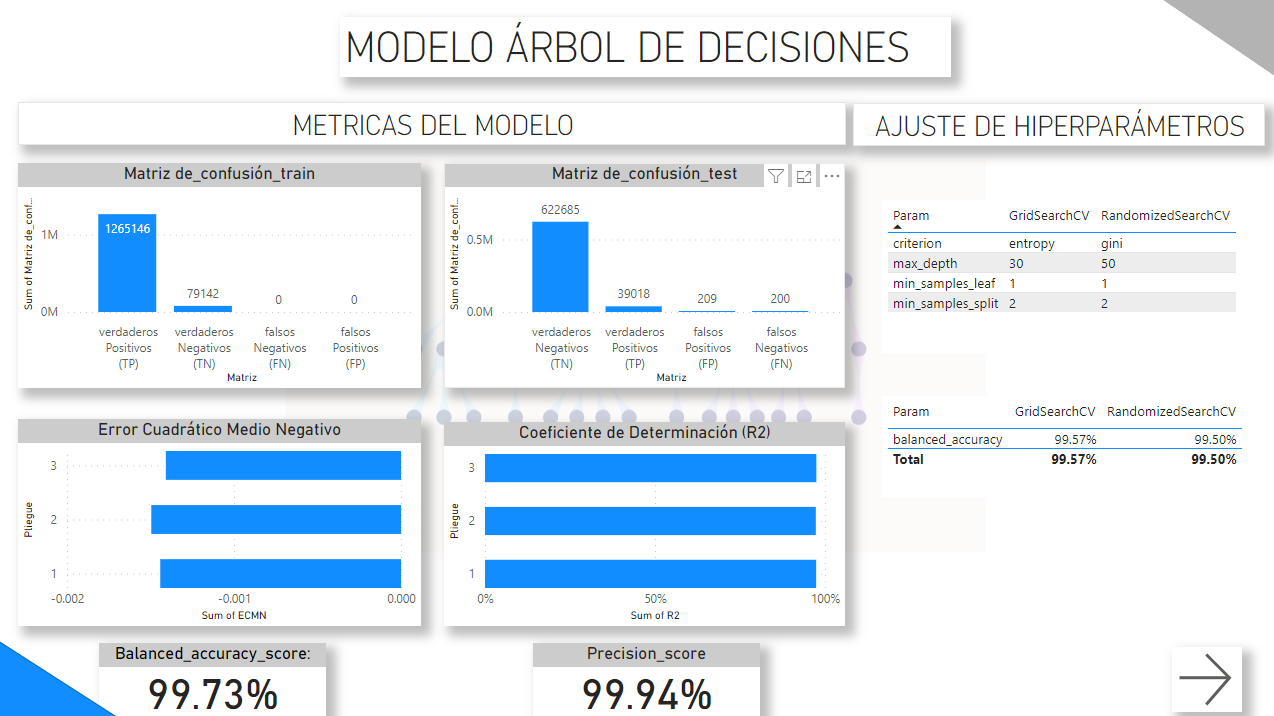 MODELO ÁRBOL DE DECISIONES
METRICAS DEL MODELO
AJUSTE DE HIPERPARÁMETROS
Matriz de_confusión_train
Sum of Matriz de_conf...
1M
0M
1265146
79142
0
0
verdaderos Positivos (TP)
verdaderos Negativos (TN)
falsos Negativos (FN)
falsos Positivos (FP)
Matriz
Matriz de_confusión_test
Sum of Matriz de_conf...
0.5M
0.0M
622685
39018
209
200
verdaderos Negativos (TN)
verdaderos Positivos (TP)
falsos Positivos (FP)
falsos Negativos (FN)
Matriz
Param GridSearchCV RandomizedSearchCV
criterion entropy gini
max_depth 30 50
min_samples_leaf 1 1
min_samples_split 2 2
Param GridSearchCV RandomizedSearchCV
balanced_accuracy 99.57% 99.50%
Total 99.57% 99.50%
Error Cuadrático Medio Negativo
Pliegue
3
2
1
-0.002 -0.001 0.000
Sum of ECMN
Coeficiente de Determinación (R2)
Pliegue
3
2
1
0% 50% 100%
Sum of R2
Balanced_accuracy_score:
99.73%
Precision_score
99.94%